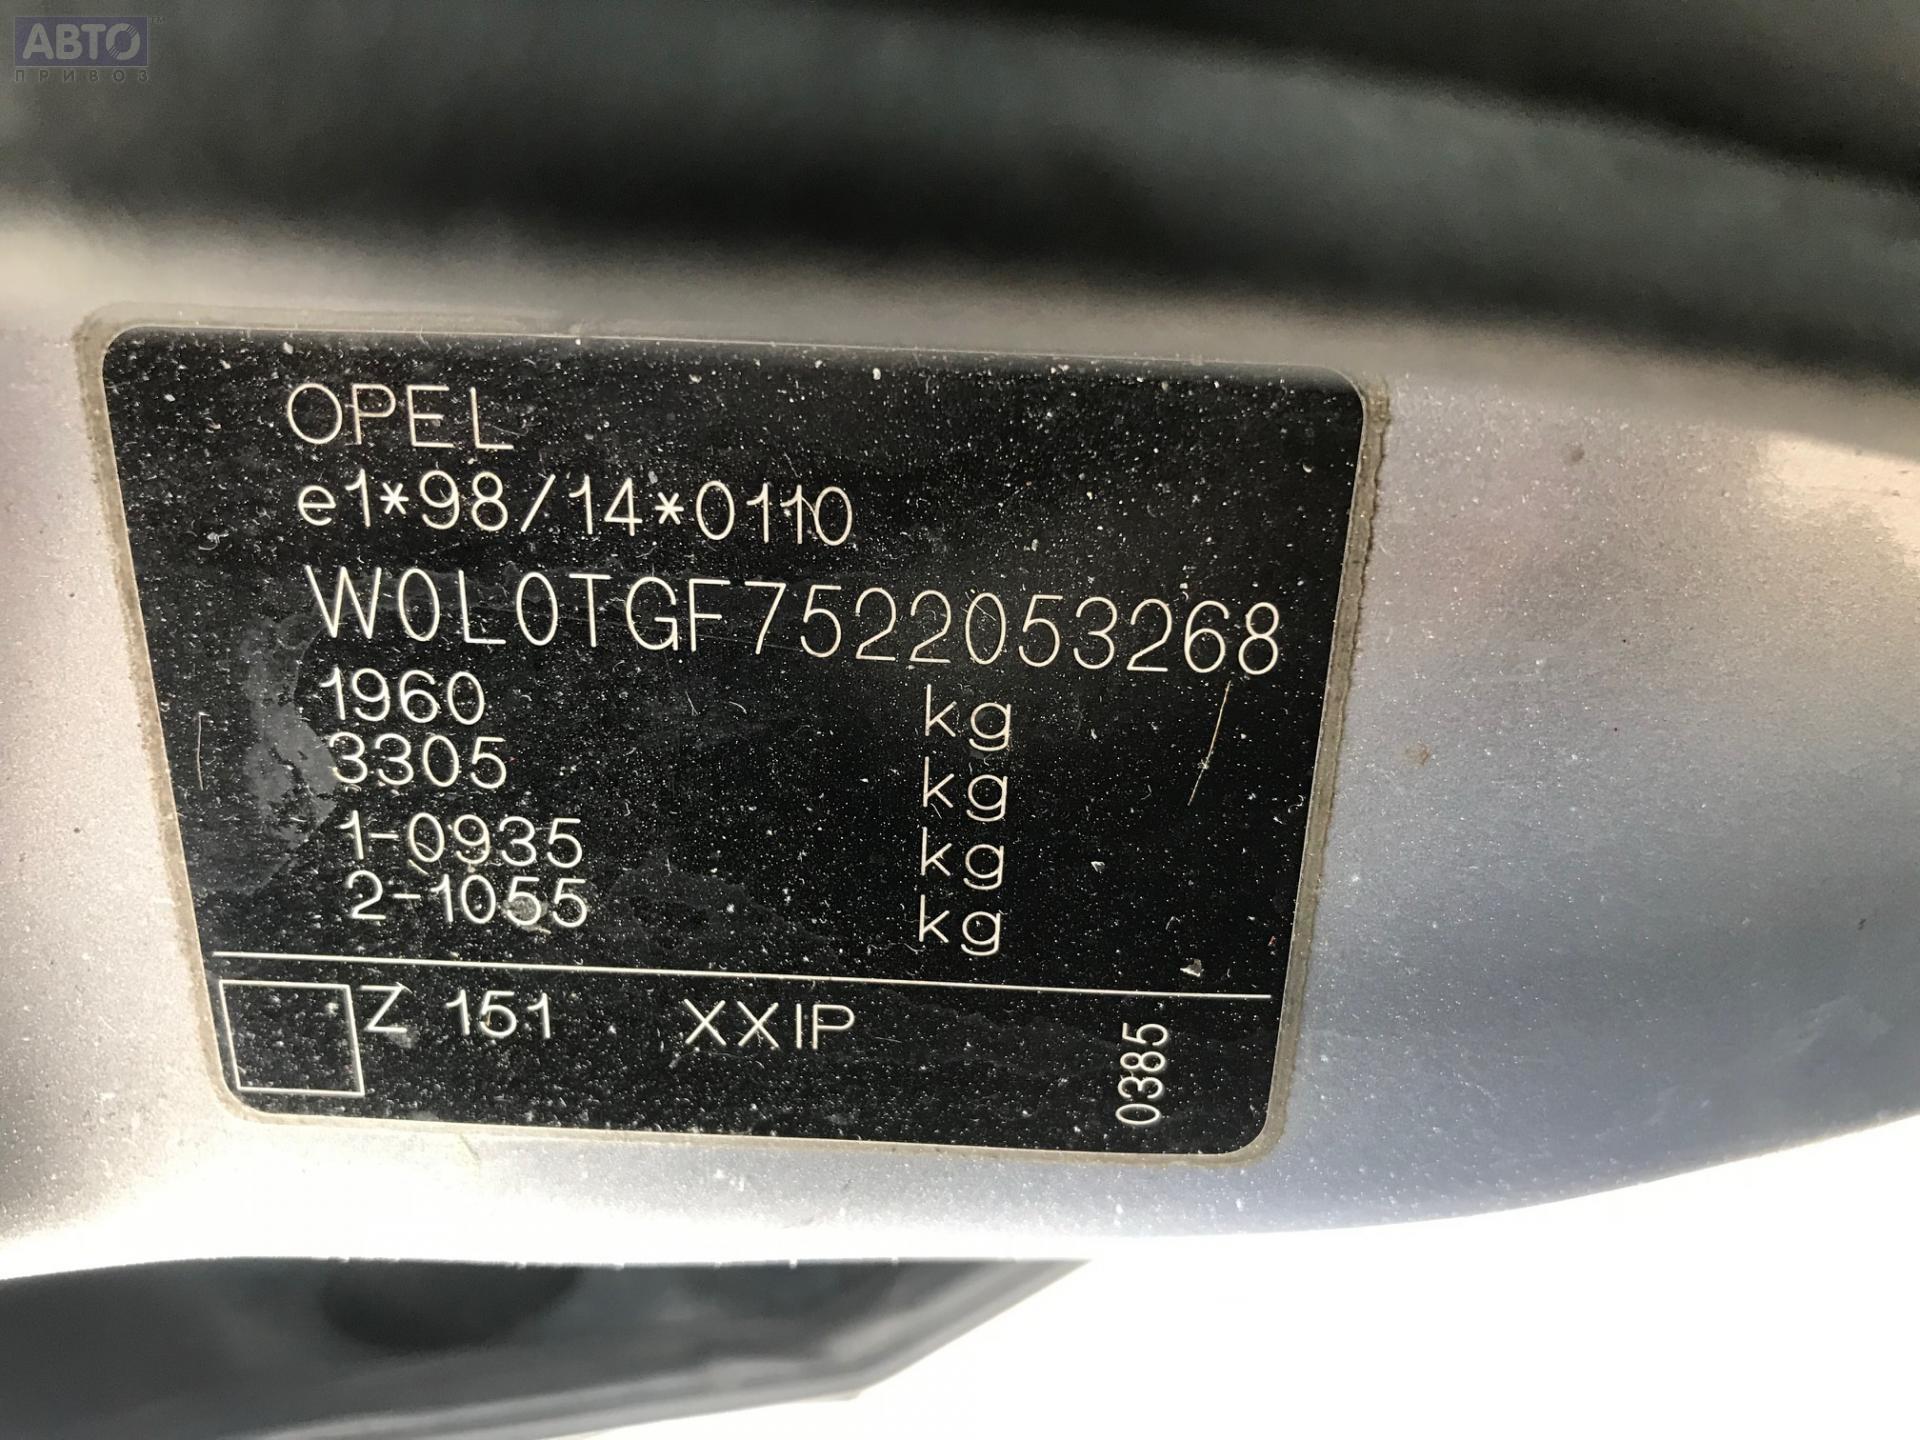 АВТО™
ПРИВОЗ
OPEL
e1*98/14*0110
W0L0TGF7522053268
1960 kg
3305 kg
1-0935 kg
2-1055 kg
Z 151 XXIP
0385